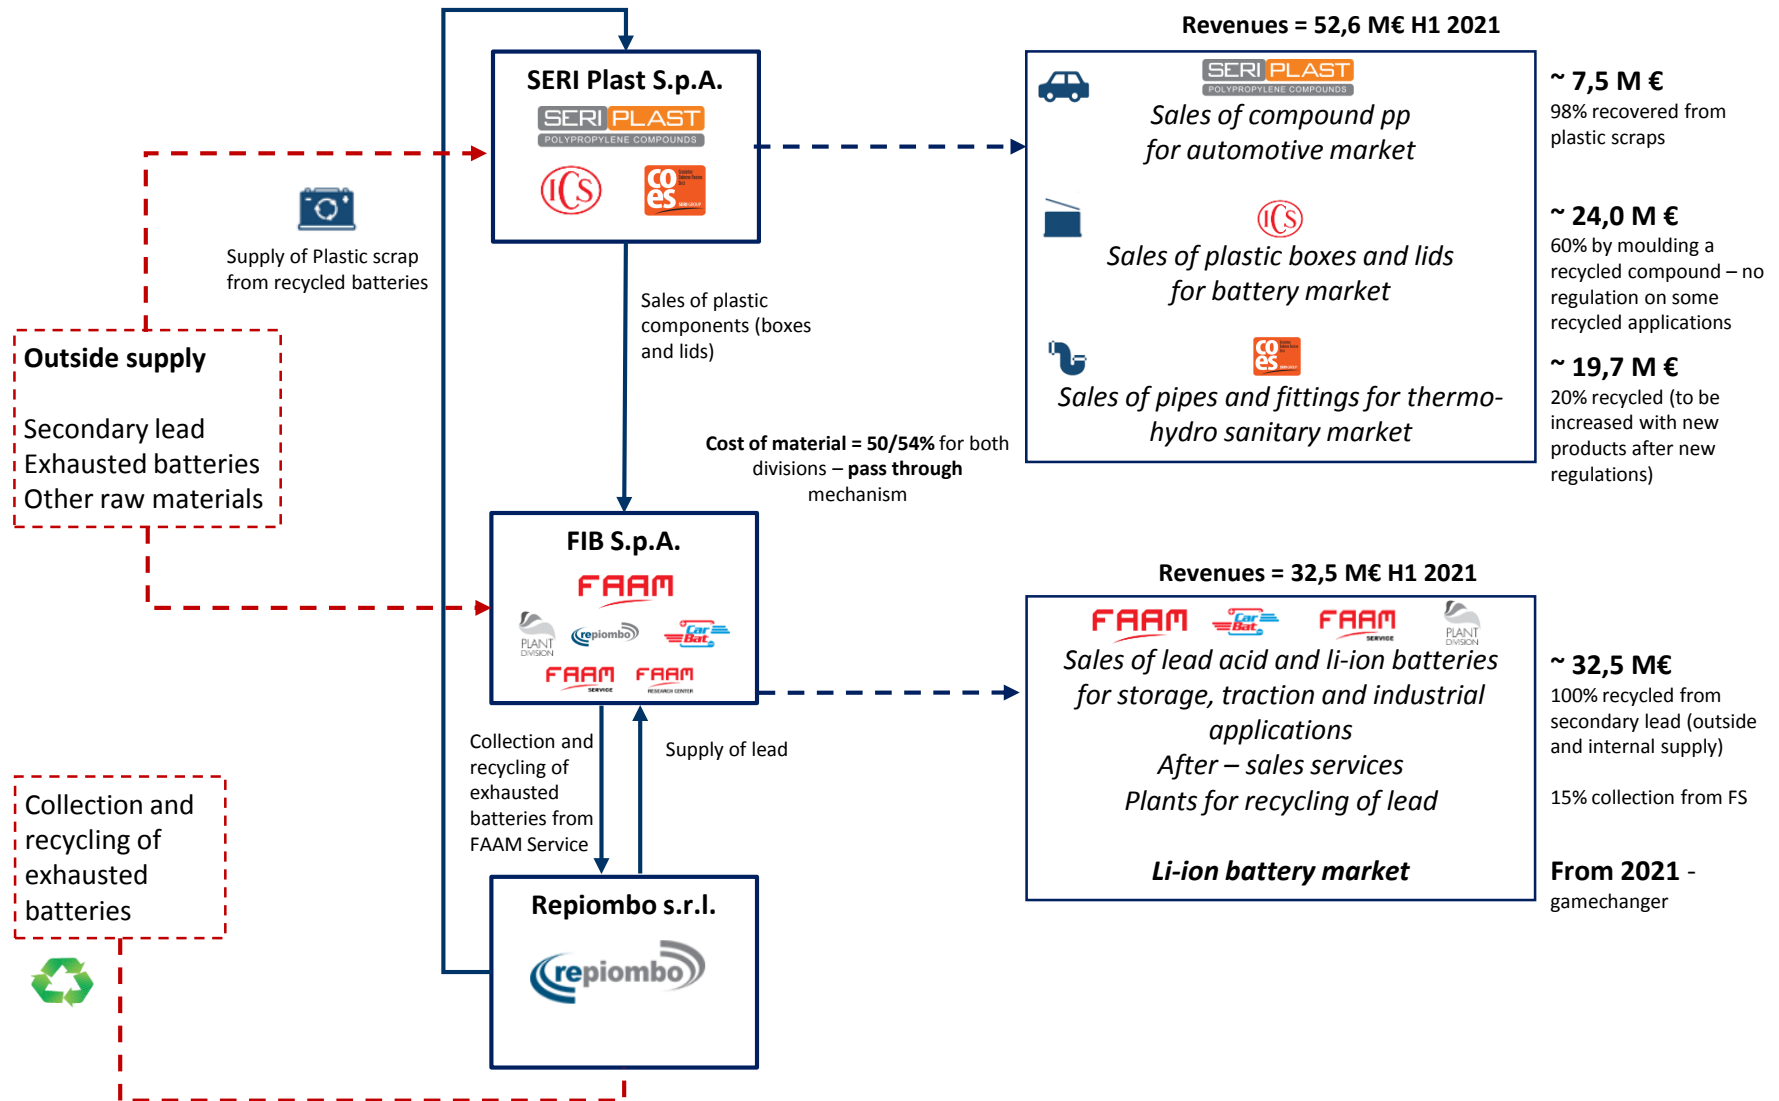 Revenues = 52,6 M€ H1 2021
SERI Plast S.p.A.
SERI PLAST
POLYPROPYLENE COMPOUNDS
ICS
co
es
SERI GROUP
SERI PLAST
POLYPROPYLENE COMPOUNDS
Sales of compound pp
for automotive market
~ 7,5 M €
98% recovered from
plastic scraps
ICS
Sales of plastic boxes and lids
for battery market
~ 24,0 M €
60% by moulding a
recycled compound – no
regulation on some
recycled applications
co
es
Sales of pipes and fittings for thermo-
hydro sanitary market
~ 19,7 M €
20% recycled (to be
increased with new
products after new
regulations)
Supply of Plastic scrap
from recycled batteries
Sales of plastic
components (boxes
and lids)
Outside supply
Secondary lead
Exhausted batteries
Other raw materials
Cost of material = 50/54% for both
divisions – pass through
mechanism
FIB S.p.A.
FAAM
PLANT
DIVISION
repiombo
Car
Bat
FAAM
SERVICE
FAAM
RESEARCH CENTER
Revenues = 32,5 M€ H1 2021
FAAM
Car
Bat
FAAM
SERVICE
PLANT
DIVISION
Sales of lead acid and li-ion batteries
for storage, traction and industrial
applications
After – sales services
Plants for recycling of lead
Li-ion battery market
~ 32,5 M€
100% recycled from
secondary lead (outside
and internal supply)
15% collection from FS
From 2021 -
gamechanger
Collection and
recycling of
exhausted
batteries from
FAAM Service
Supply of lead
Collection and
recycling of
exhausted
batteries
Repiombo s.r.l.
repiombo